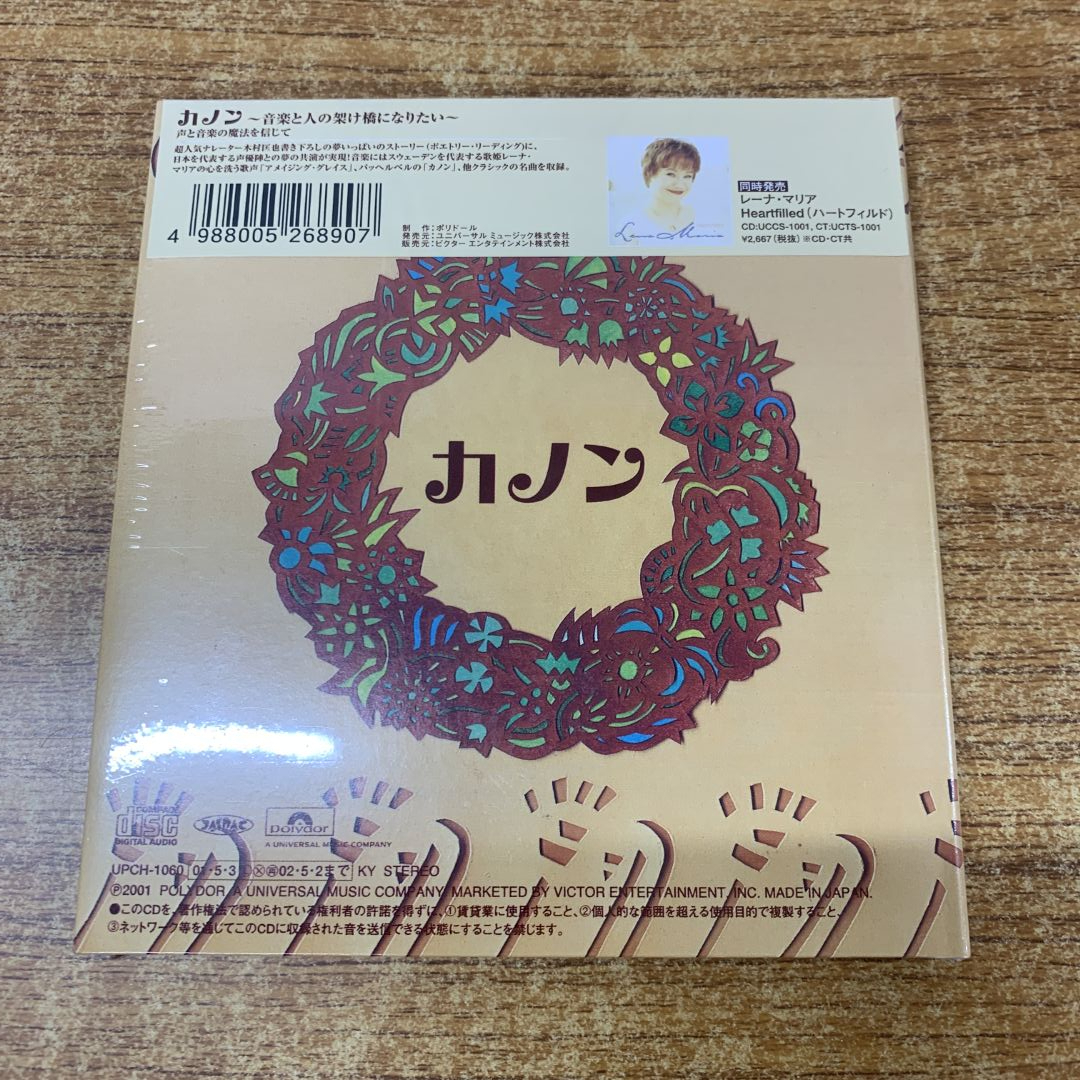 カノン ～音楽と人の架け橋になりたい～
声と音楽の魔法を信じて
超人気ナレーター木村匡也書き下ろしの夢いっぱいのストーリー(ポエトリー・リーディング)に、
日本を代表する声優陣との夢の共演が実現!音楽にはスウェーデンを代表する歌姫レーナ・
マリアの心を洗う歌声「アメイジング・グレイス」、パッヘルベルの「カノン」、他クラシックの名曲を収録。
4 988005 268907
制作：ポリドール
発売元：ユニバーサル ミュージック株式会社
販売元：ビクター エンタテインメント株式会社
Lena Maria
同時発売
レーナ・マリア
Heartfilled(ハートフィルド)
CD:UCCS-1001, CT:UCTS-1001
¥2,667(税抜) ※CD・CT共
カノン
COMPACT
disc
DIGITAL AUDIO
JASRAC
polydor
A UNIVERSAL MUSIC COMPANY
UPCH-1060 01・5・3 Ⓧ再02・5・2まで KY STEREO
Ⓟ2001 POLYDOR, A UNIVERSAL MUSIC COMPANY. MARKETED BY VICTOR ENTERTAINMENT, INC. MADE IN JAPAN.
●このCDを、著作権法で認められている権利者の許諾を得ずに、①賃貸業に使用すること、②個人的な範囲を超える使用目的で複製すること、
③ネットワーク等を通じてこのCDに収録された音を送信できる状態にすることを禁じます。